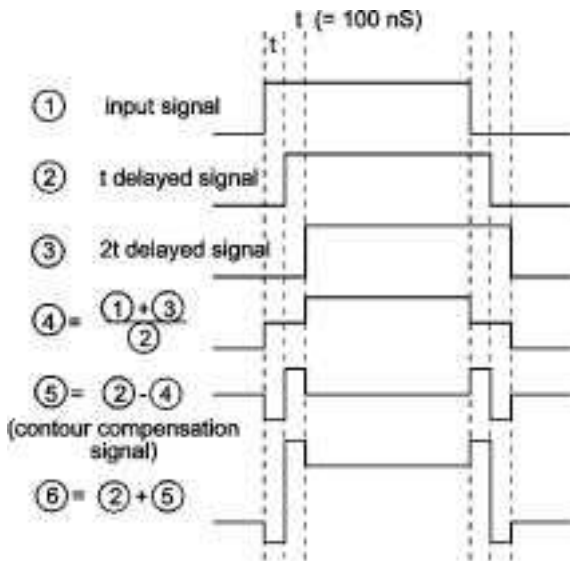 t (= 100 nS)
t
① input signal
② t delayed signal
③ 2t delayed signal
④ = ① + ③
②
⑤ = ② - ④
(contour compensation
signal)
⑥ = ② + ⑤